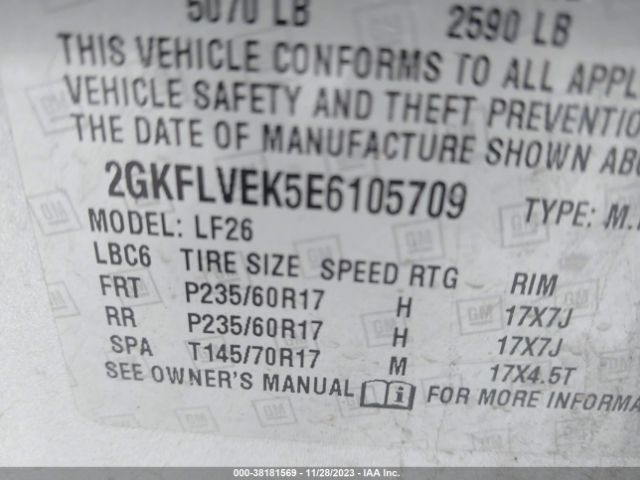 5070 LB 2590 LB
THIS VEHICLE CONFORMS TO ALL APPL
VEHICLE SAFETY AND THEFT PREVENTIO
THE DATE OF MANUFACTURE SHOWN ABO
2GKFLVEK5E6105709 TYPE: M.
MODEL: LF26
LBC6 TIRE SIZE SPEED RTG RIM
FRT P235/60R17 H 17X7J
RR P235/60R17 H 17X7J
SPA T145/70R17 M 17X4.5T
SEE OWNER'S MANUAL i FOR MORE INFORMA
000-38181569 - 11/28/2023 - IAA Inc.